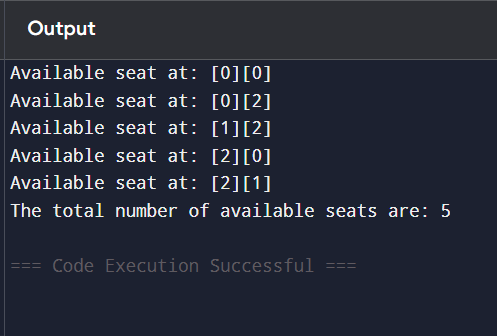 Output
Available seat at: [0][0]
Available seat at: [0][2]
Available seat at: [1][2]
Available seat at: [2][0]
Available seat at: [2][1]
The total number of available seats are: 5
=== Code Execution Successful ===